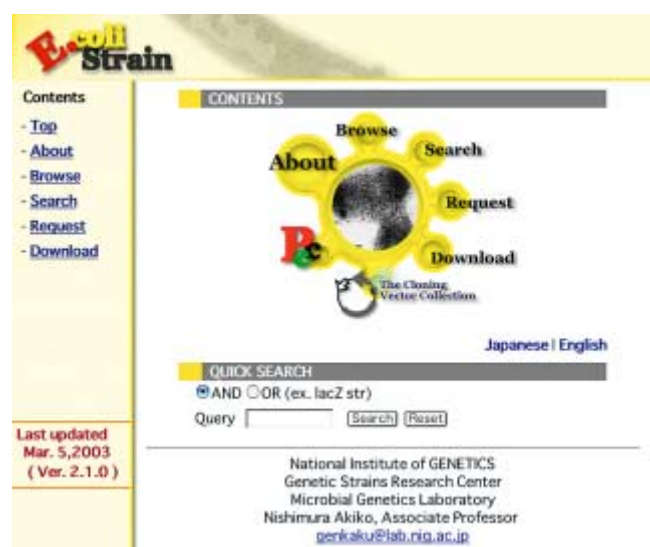 E.coli
Strain
Contents
- Top
- About
- Browse
- Search
- Request
- Download
Last updated
Mar. 5,2003
( Ver. 2.1.0 )
CONTENTS
Browse
About
Search
Request
Pec
Download
The Cloning
Vector Collection
Japanese | English
QUICK SEARCH
AND OR (ex. lacZ str)
Query Search Reset
National Institute of GENETICS
Genetic Strains Research Center
Microbial Genetics Laboratory
Nishimura Akiko, Associate Professor
genkaku@lab.nig.ac.jp